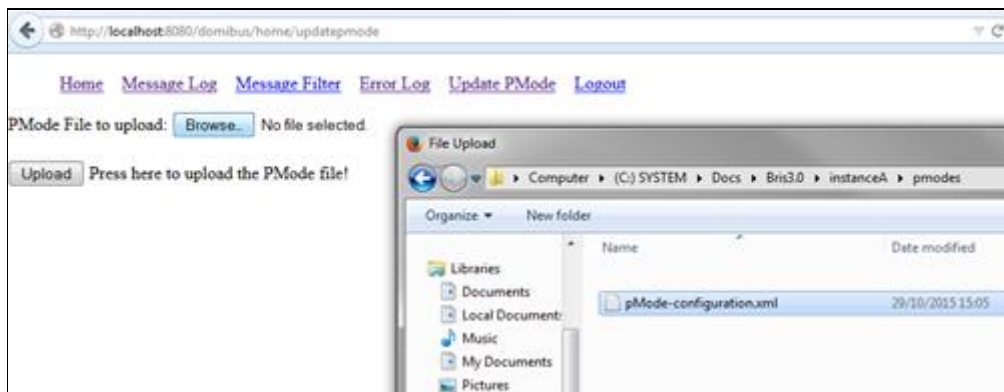 http://localhost:8080/domibus/home/updatepmode
Home Message Log Message Filter Error Log Update PMode Logout
PMode File to upload: Browse... No file selected.
Upload Press here to upload the PMode file!
File Upload
Computer ▸ (C:) SYSTEM ▸ Docs ▸ Bris3.0 ▸ instanceA ▸ pmodes
Organize New folder
Name Date modified
Libraries
Documents
pMode-configuration.xml 29/10/2015 15:05
Local Document
Music
My Documents
Pictures